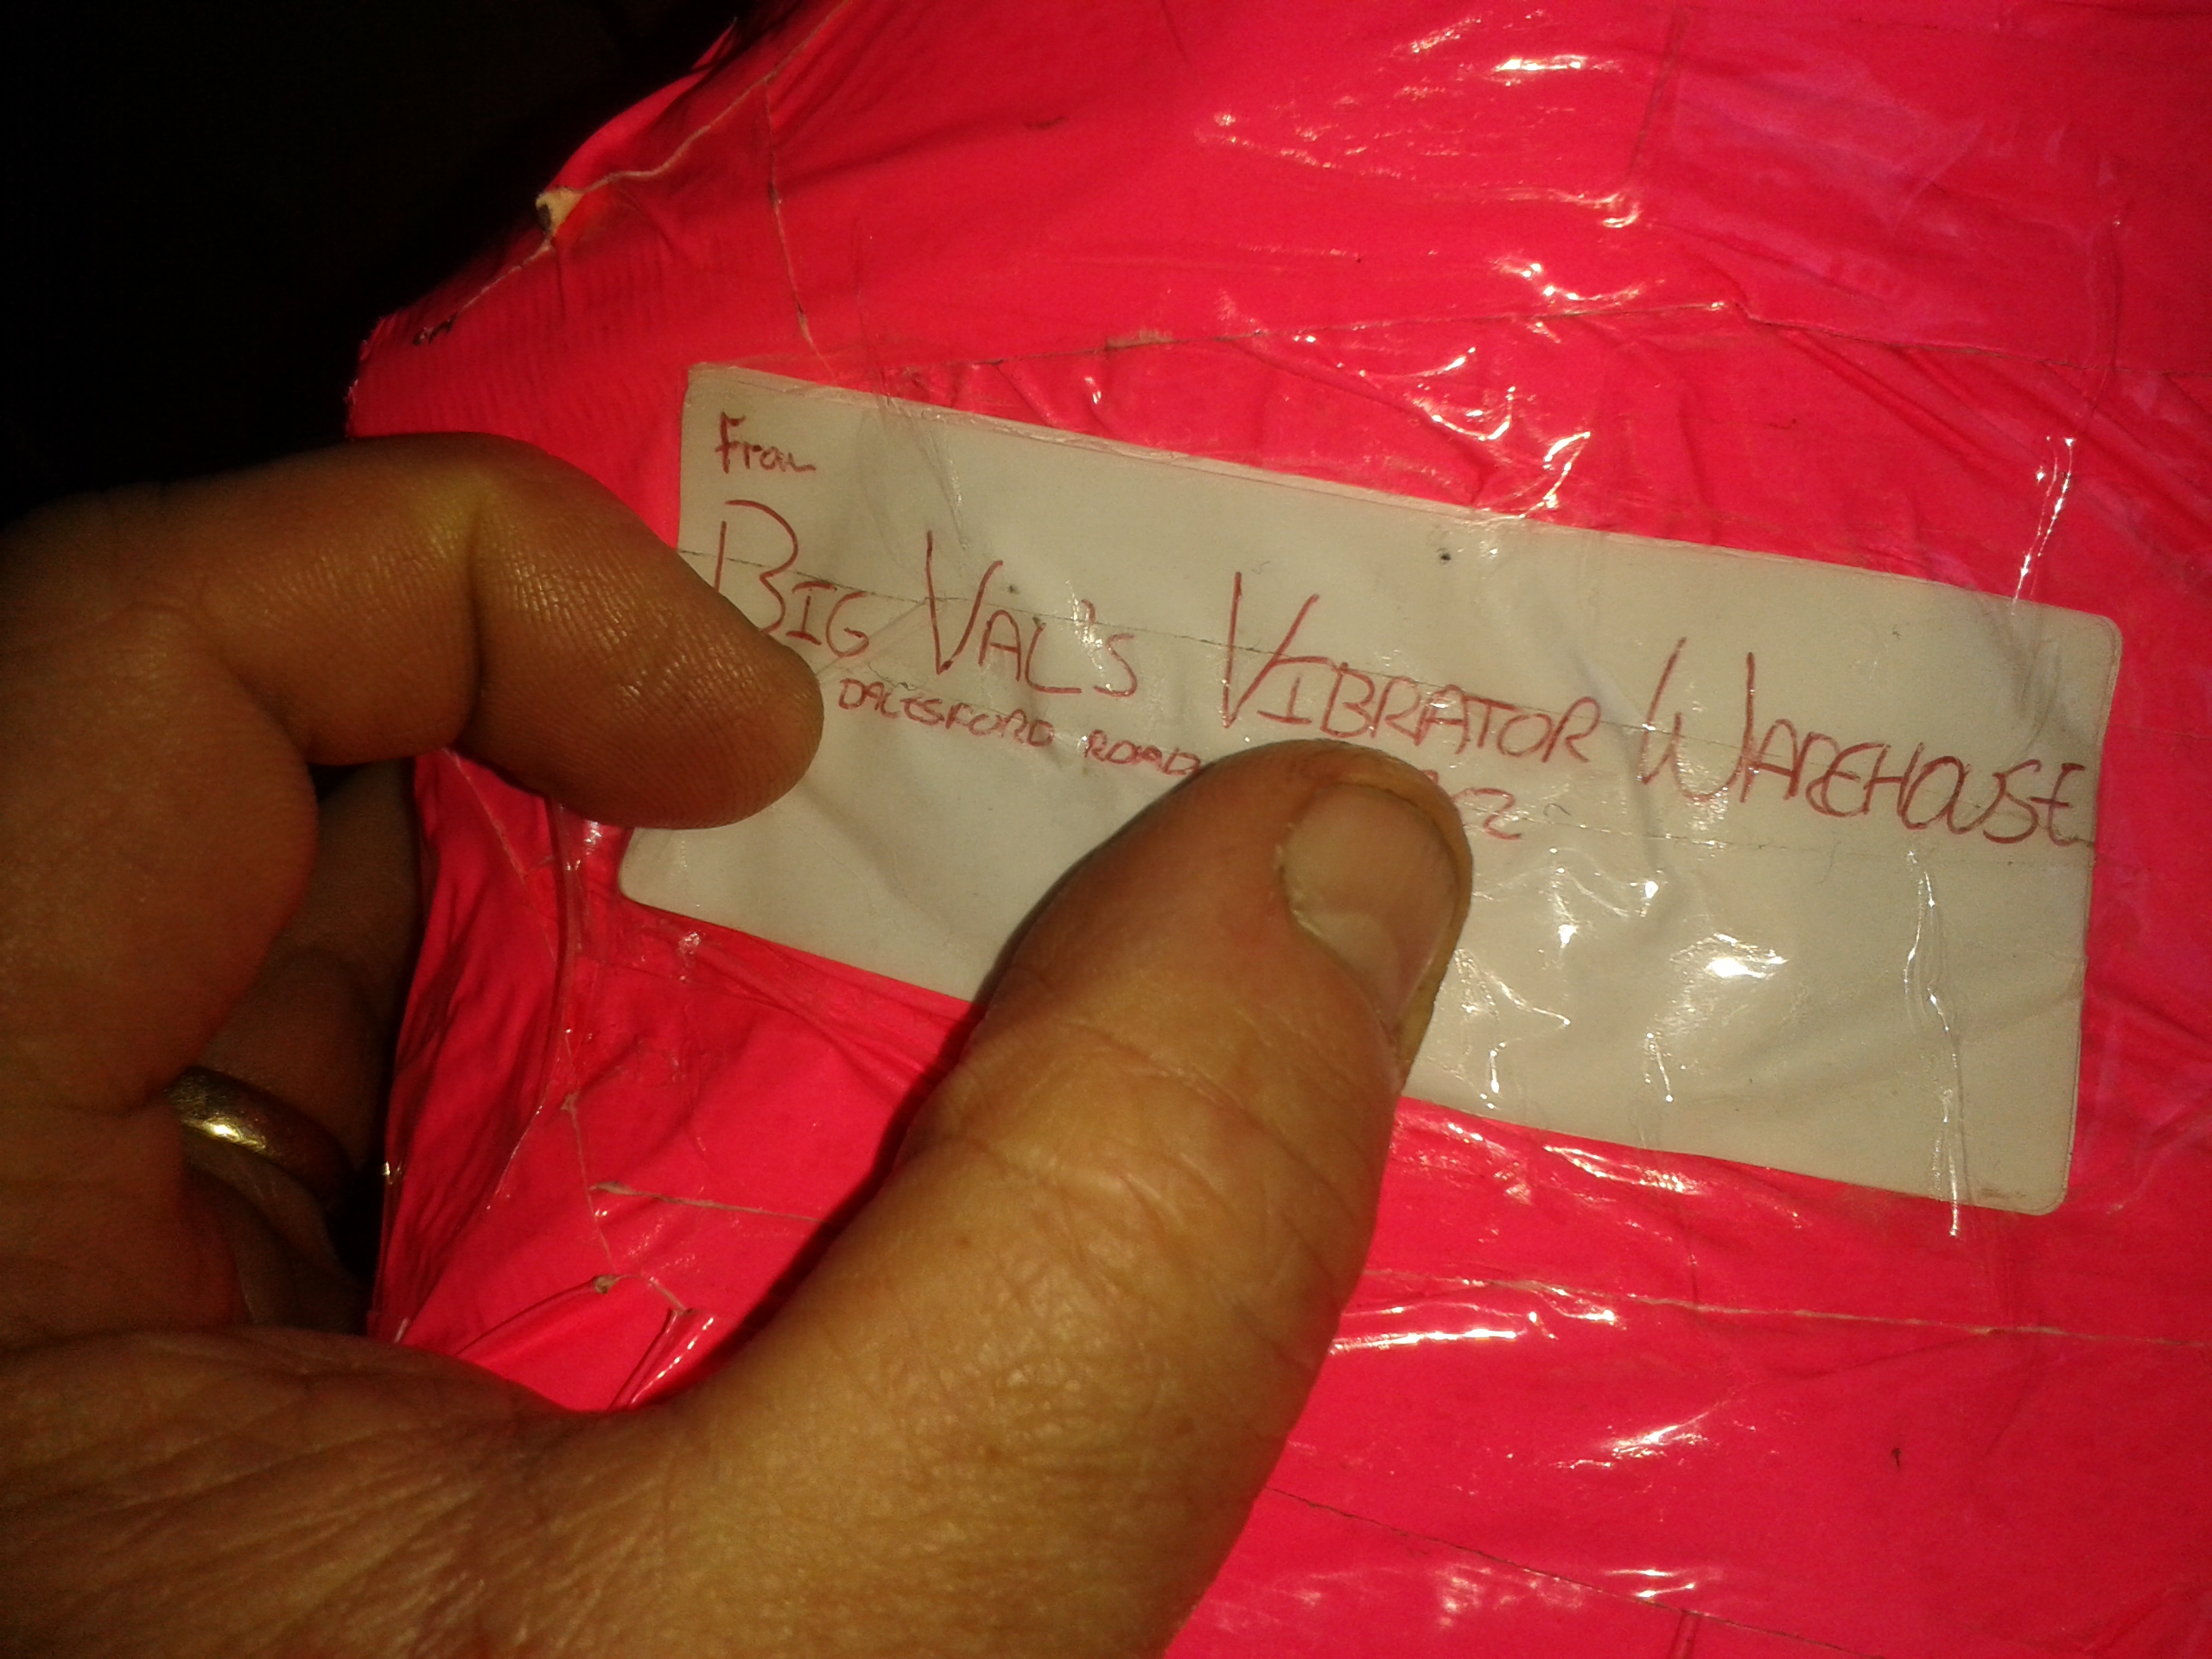 From
BIG VAL'S VIBRATOR WAREHOUSE
DALESFORD ROAD